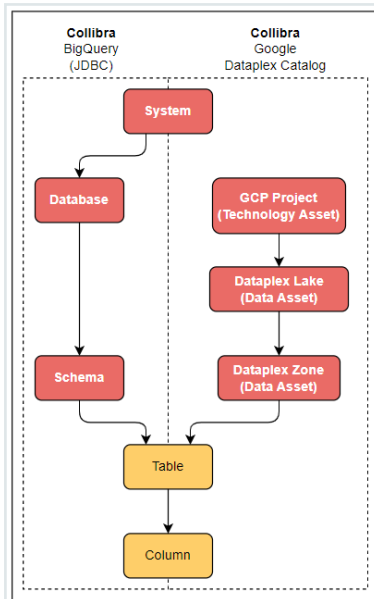 Collibra
BigQuery
(JDBC)
Collibra
Google
Dataplex Catalog
System
Database
GCP Project
(Technology Asset)
Dataplex Lake
(Data Asset)
Schema
Dataplex Zone
(Data Asset)
Table
Column